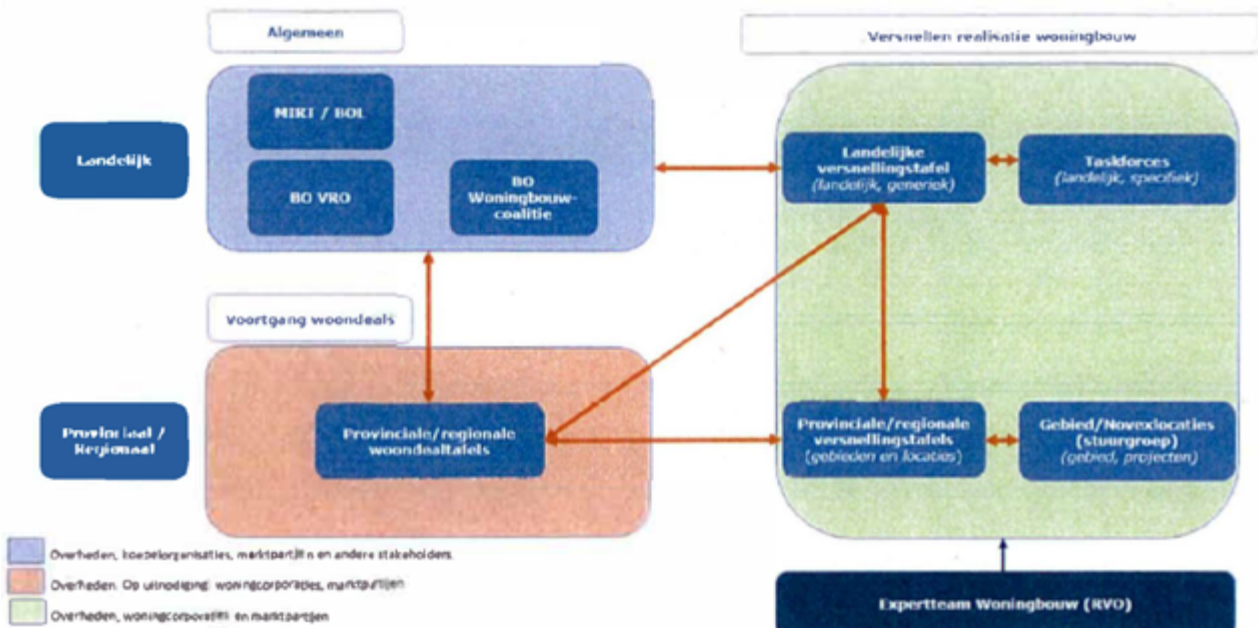 Algemeen
Versnellen realisatie woningbouw
MIRT / BOL
Landelijk
BO VRO
BO
Woningbouw-
coalitie
Landelijke
versnellingstafel
(landelijk, generiek)
Taskforces
(landelijk, specifiek)
Voortgang woondeals
Provinciaal /
Regionaal
Provinciale/regionale
woondealtafels
Provinciale/regionale
versnellingstafels
(gebieden en locaties)
Gebied/Novexlocaties
(stuurgroep)
(gebied, projecten)
Overheden, koepelorganisaties, marktpartijen en andere stakeholders.
Overheden. Op uitnodiging: woningcorporaties, marktpartijen
Overheden, woningcorporaties en marktpartijen
Expertteam Woningbouw (RVO)